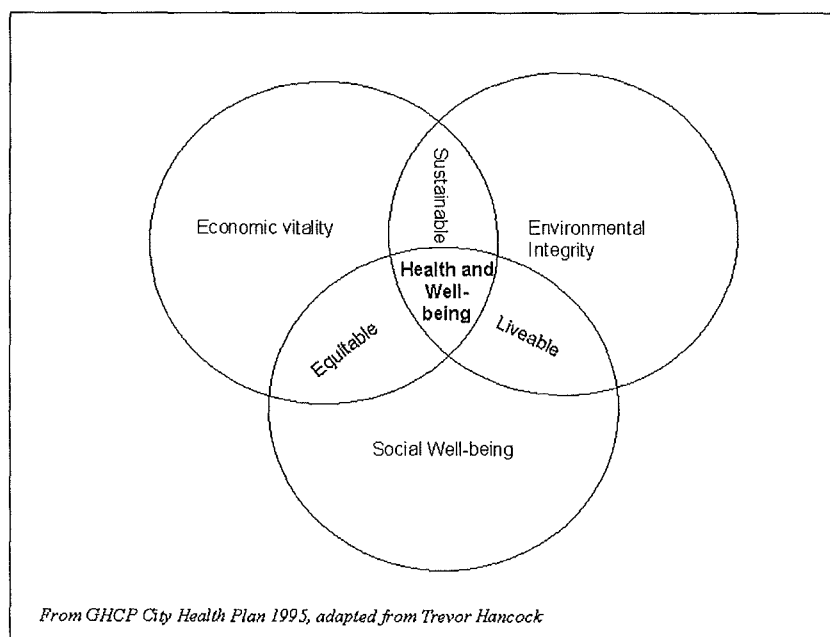 Sustainable
Economic vitality
Environmental
Integrity
Health and
Well-
being
Equitable
Liveable
Social Well-being
From GHCP City Health Plan 1995, adapted from Trevor Hancock